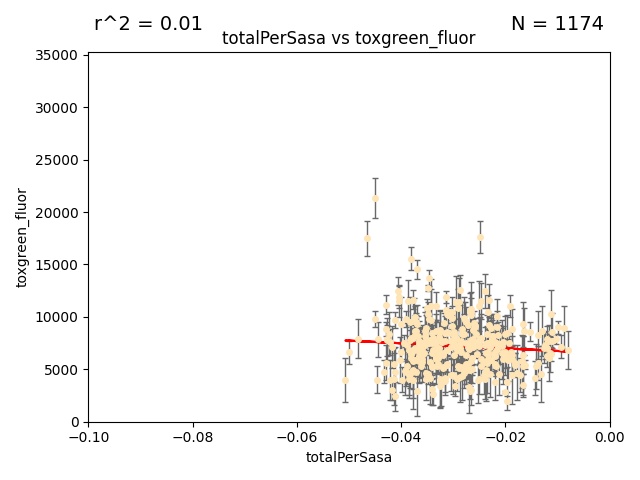 r^2 = 0.01
N = 1174
totalPerSasa vs toxgreen_fluor
35000
30000
25000
20000
15000
10000
5000
0
toxgreen_fluor
−0.10
−0.08
−0.06
−0.04
−0.02
0.00
totalPerSasa